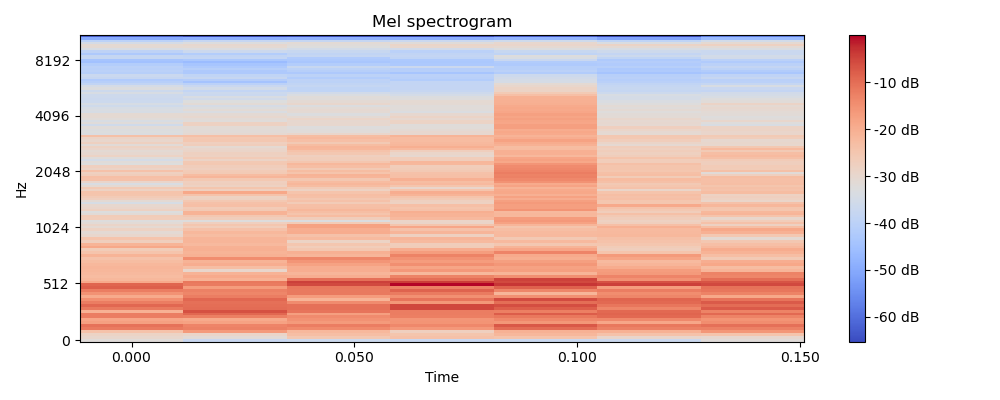 Mel spectrogram
8192
4096
2048
1024
512
0
Hz
0.000
0.050
0.100
0.150
Time
-10 dB
-20 dB
-30 dB
-40 dB
-50 dB
-60 dB